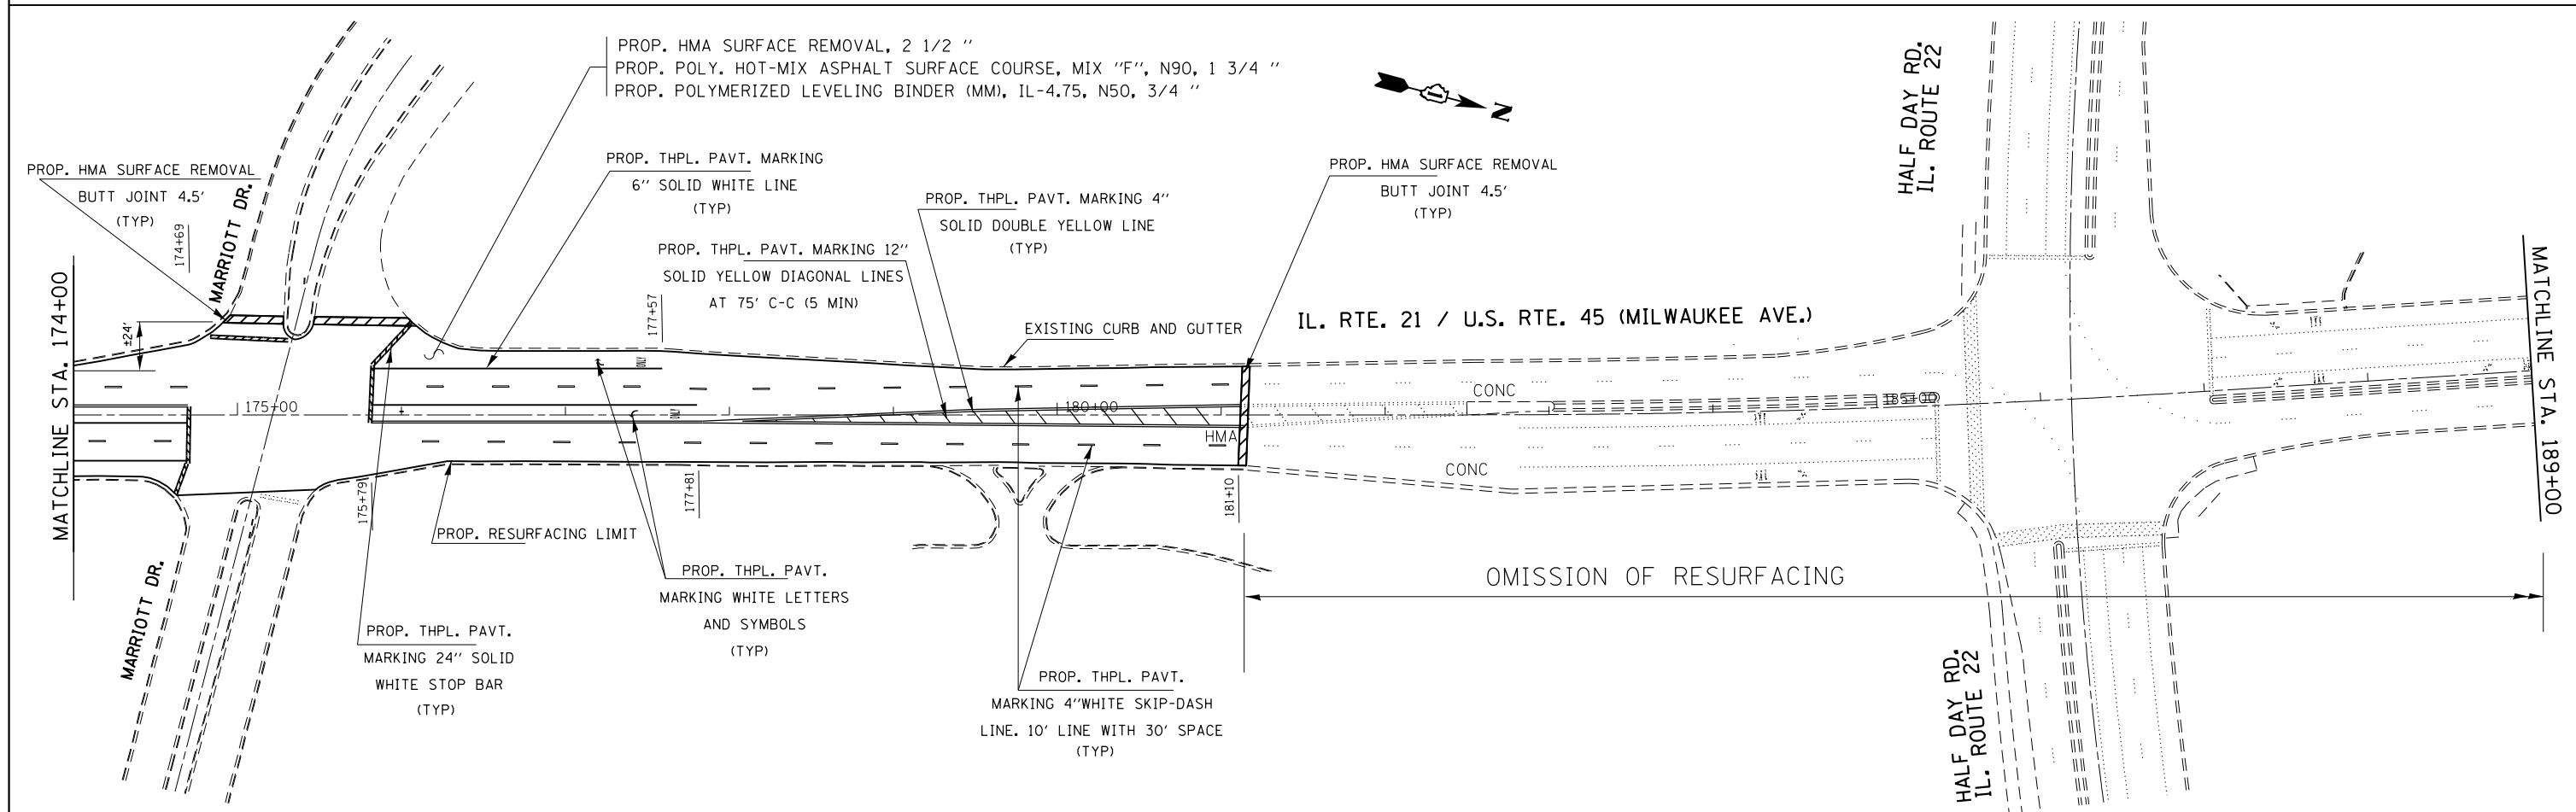 PROP. HMA SURFACE REMOVAL, 2 1/2 "
PROP. POLY. HOT-MIX ASPHALT SURFACE COURSE, MIX "F", N90, 1 3/4 "
PROP. POLYMERIZED LEVELING BINDER (MM), IL-4.75, N50, 3/4 "
N
HALF DAY RD.
IL. ROUTE 22
PROP. HMA SURFACE REMOVAL
BUTT JOINT 4.5'
(TYP)
174+69
MARRIOTT DR.
PROP. THPL. PAVT. MARKING
6" SOLID WHITE LINE
(TYP)
PROP. THPL. PAVT. MARKING 4"
SOLID DOUBLE YELLOW LINE
(TYP)
PROP. HMA SURFACE REMOVAL
BUTT JOINT 4.5'
(TYP)
PROP. THPL. PAVT. MARKING 12"
SOLID YELLOW DIAGONAL LINES
AT 75' C-C (5 MIN)
177+57
EXISTING CURB AND GUTTER
IL. RTE. 21 / U.S. RTE. 45 (MILWAUKEE AVE.)
MATCHLINE STA. 174+00
±24'
ONLY
ONLY
175+00
180+00
185+00
CONC
HMA
CONC
MATCHLINE STA. 189+00
175+79
177+81
181+10
PROP. RESURFACING LIMIT
MARRIOTT DR.
PROP. THPL. PAVT.
MARKING WHITE LETTERS
AND SYMBOLS
(TYP)
OMISSION OF RESURFACING
PROP. THPL. PAVT.
MARKING 24" SOLID
WHITE STOP BAR
(TYP)
PROP. THPL. PAVT.
MARKING 4"WHITE SKIP-DASH
LINE. 10' LINE WITH 30' SPACE
(TYP)
HALF DAY RD.
IL. ROUTE 22